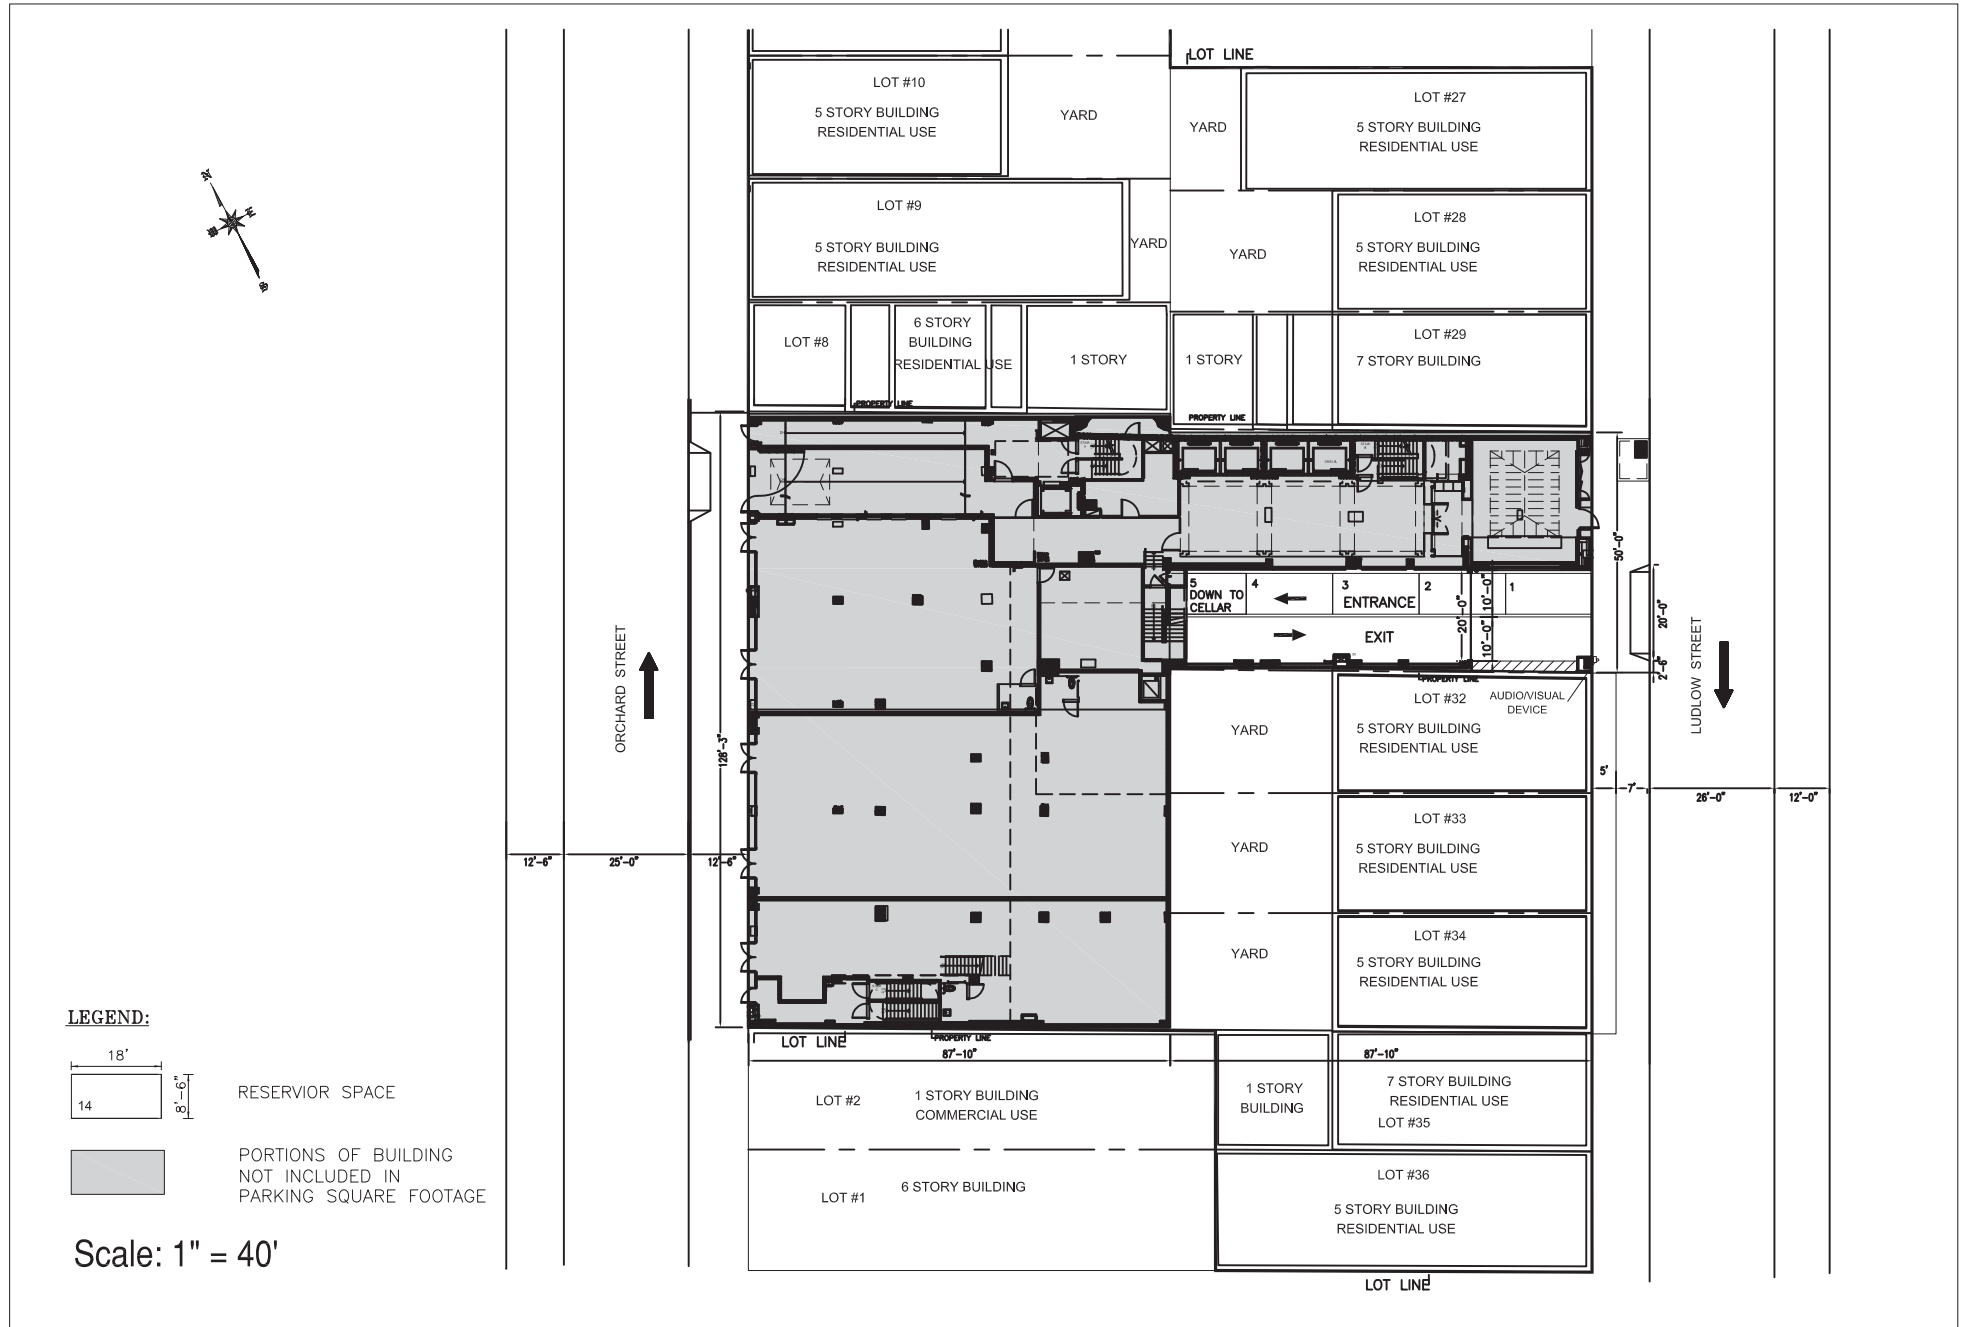 LOT LINE
LOT #10
5 STORY BUILDING
RESIDENTIAL USE
YARD
YARD
LOT #27
5 STORY BUILDING
RESIDENTIAL USE
N
E
W
S
LOT #9
5 STORY BUILDING
RESIDENTIAL USE
YARD
YARD
LOT #28
5 STORY BUILDING
RESIDENTIAL USE
LOT #8
6 STORY
BUILDING
RESIDENTIAL USE
1 STORY
1 STORY
LOT #29
7 STORY BUILDING
PROPERTY LINE
PROPERTY LINE
50'-0"
5
DOWN TO
CELLAR
4
3
ENTRANCE
2
1
20'-0"
10'-0"
10'-0"
EXIT
20'-0"
2'-6"
ORCHARD STREET
LUDLOW STREET
128'-3"
PROPERTY LINE
AUDIO/VISUAL
DEVICE
YARD
LOT #32
5 STORY BUILDING
RESIDENTIAL USE
5'
7'
26'-0"
12'-0"
YARD
LOT #33
5 STORY BUILDING
RESIDENTIAL USE
12'-6"
25'-0"
12'-6"
YARD
LOT #34
5 STORY BUILDING
RESIDENTIAL USE
LOT LINE
PROPERTY LINE
87'-10"
87'-10"
LOT #2
1 STORY BUILDING
COMMERCIAL USE
1 STORY
BUILDING
7 STORY BUILDING
RESIDENTIAL USE
LOT #35
LOT #1
6 STORY BUILDING
LOT #36
5 STORY BUILDING
RESIDENTIAL USE
LOT LINE
LEGEND:
18'
14
8'-6"
RESERVIOR SPACE
PORTIONS OF BUILDING
NOT INCLUDED IN
PARKING SQUARE FOOTAGE
Scale: 1" = 40'